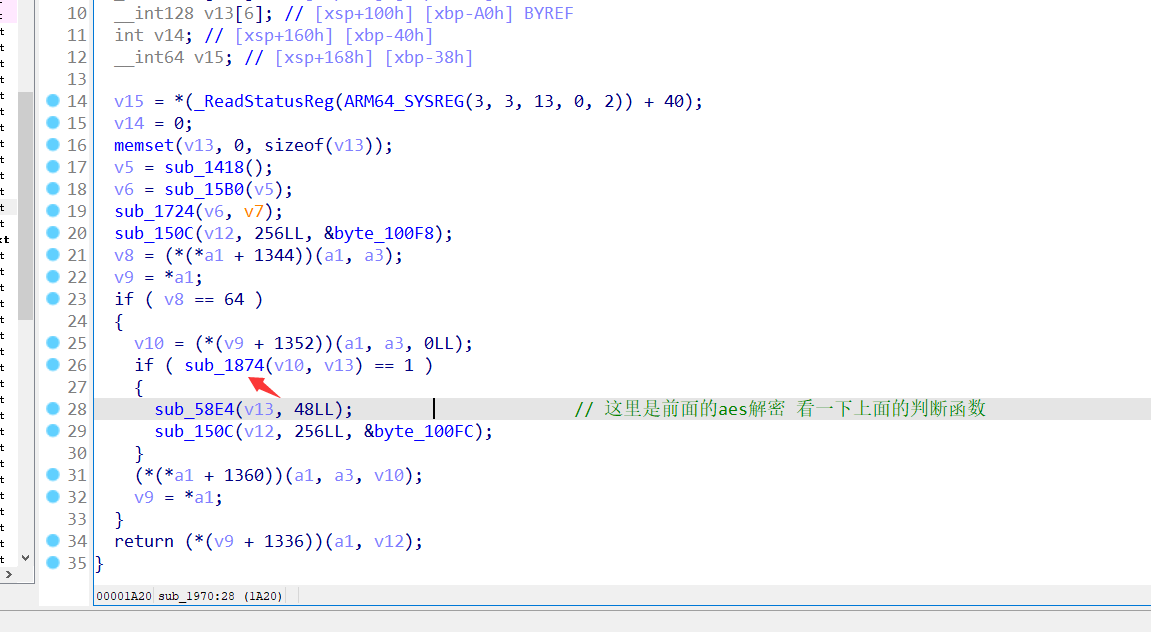 10 __int128 v13[6]; // [xsp+100h] [xbp-A0h] BYREF
11 int v14; // [xsp+160h] [xbp-40h]
12 __int64 v15; // [xsp+168h] [xbp-38h]
13
14 v15 = *(_ReadStatusReg(ARM64_SYSREG(3, 3, 13, 0, 2)) + 40);
15 v14 = 0;
16 memset(v13, 0, sizeof(v13));
17 v5 = sub_1418();
18 v6 = sub_15B0(v5);
19 sub_1724(v6, v7);
20 sub_150C(v12, 256LL, &byte_100F8);
21 v8 = (*(*a1 + 1344))(a1, a3);
22 v9 = *a1;
23 if ( v8 == 64 )
24 {
25 v10 = (*(v9 + 1352))(a1, a3, 0LL);
26 if ( sub_1874(v10, v13) == 1 )
27 {
28 sub_58E4(v13, 48LL); // 这里是前面的aes解密 看一下上面的判断函数
29 sub_150C(v12, 256LL, &byte_100FC);
30 }
31 (*(*a1 + 1360))(a1, a3, v10);
32 v9 = *a1;
33 }
34 return (*(v9 + 1336))(a1, v12);
35 }
00001A20 sub_1970:28 (1A20)